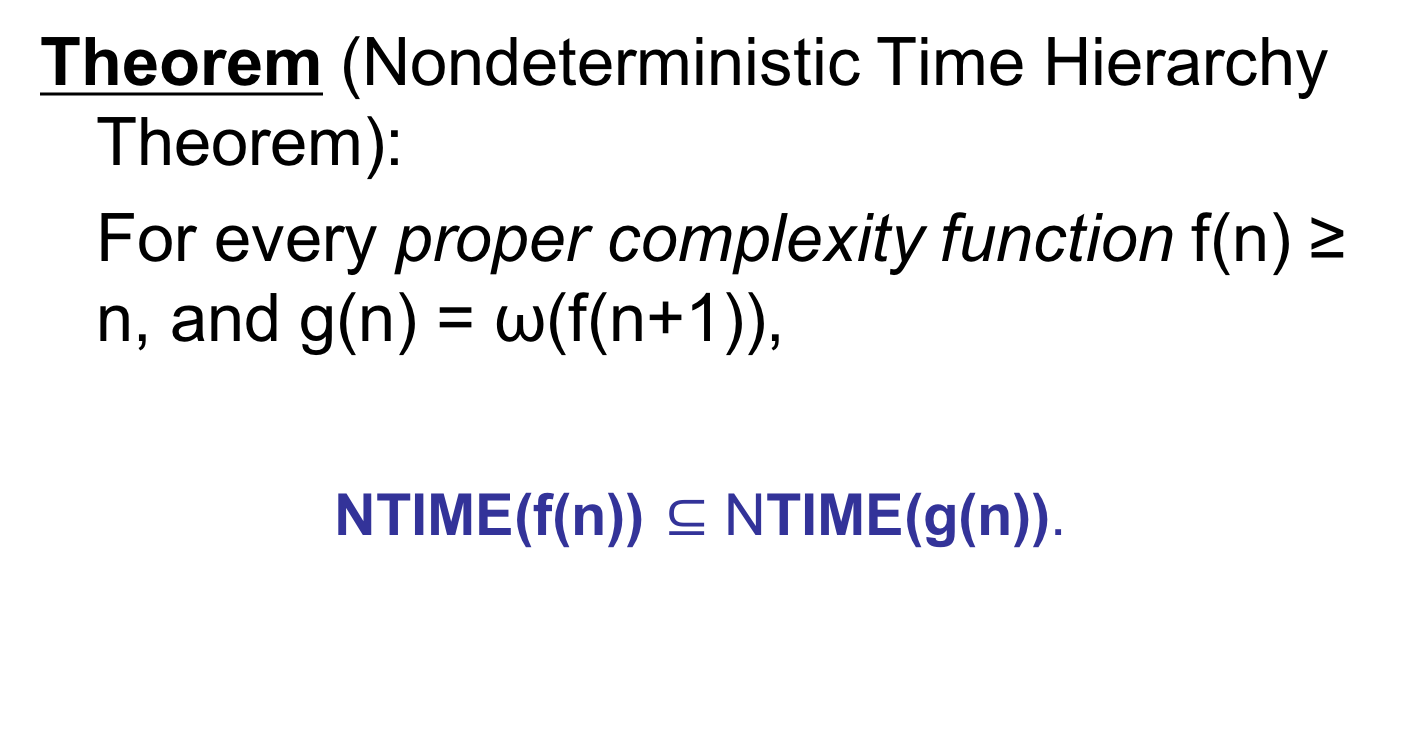 Theorem (Nondeterministic Time Hierarchy
Theorem):
For every proper complexity function f(n) ≥
n, and g(n) = ω(f(n+1)),
NTIME(f(n)) ⊆ NTIME(g(n)).